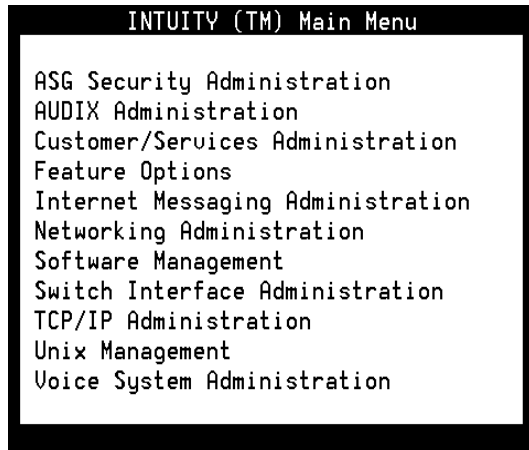 INTUITY (TM) Main Menu
ASG Security Administration
AUDIX Administration
Customer/Services Administration
Feature Options
Internet Messaging Administration
Networking Administration
Software Management
Switch Interface Administration
TCP/IP Administration
Unix Management
Voice System Administration